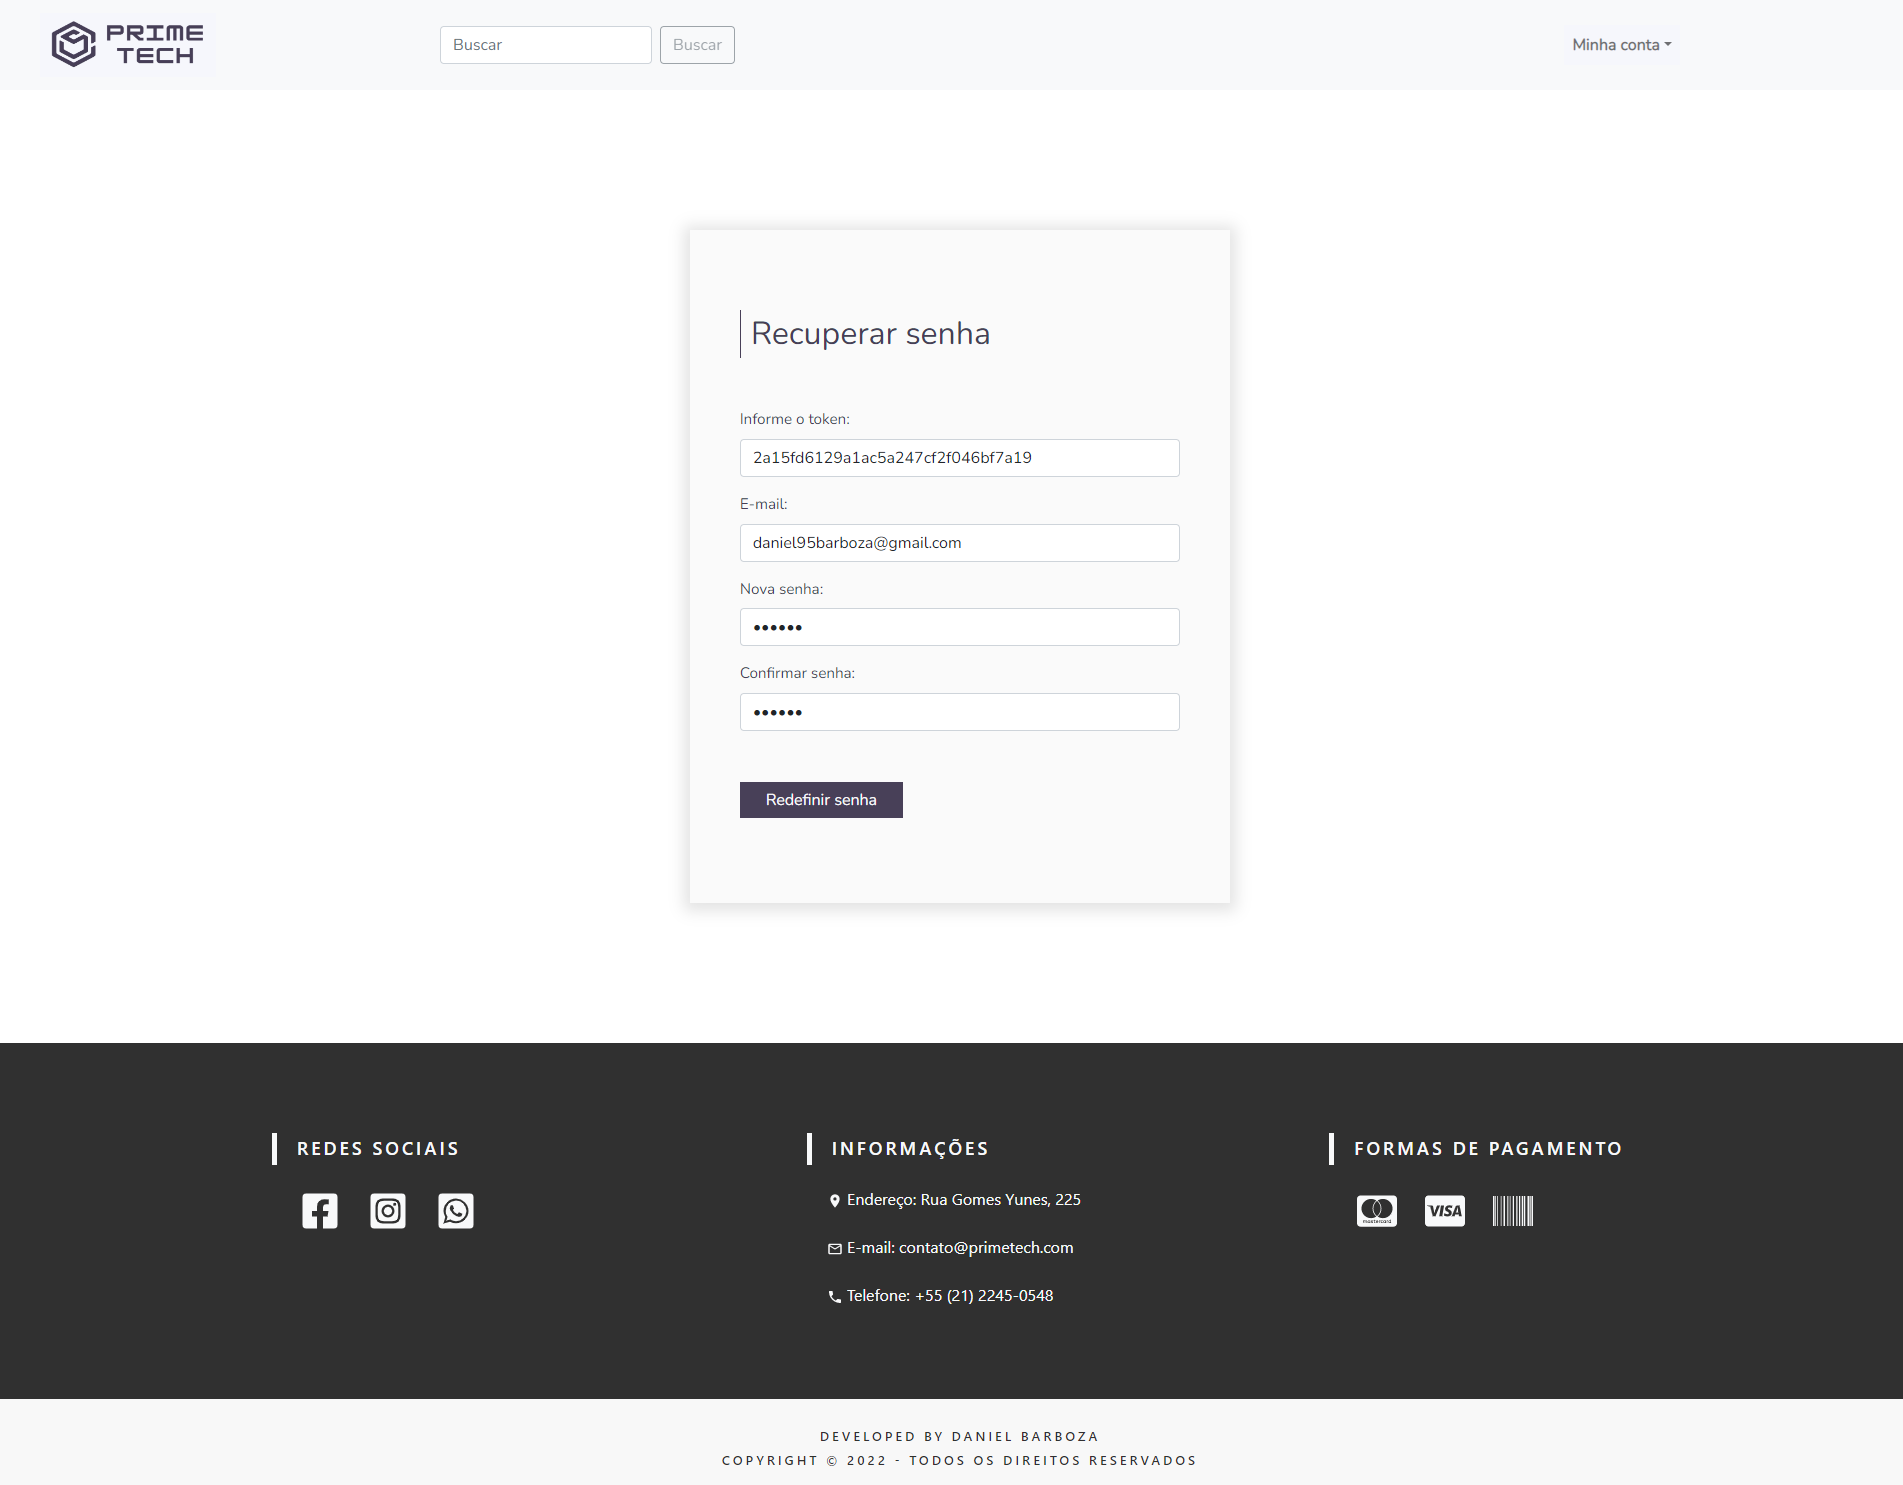 PRIME
TECH
Buscar
Buscar
Minha conta
Recuperar senha
Informe o token:
2a15fd6129a1ac5a247cf2f046bf7a19
E-mail:
daniel95barboza@gmail.com
Nova senha:
••••••
Confirmar senha:
••••••
Redefinir senha
REDES SOCIAIS
INFORMAÇÕES
Endereço: Rua Gomes Yunes, 225
E-mail: contato@primetech.com
Telefone: +55 (21) 2245-0548
FORMAS DE PAGAMENTO
mastercard
VISA
DEVELOPED BY DANIEL BARBOZA
COPYRIGHT © 2022 - TODOS OS DIREITOS RESERVADOS